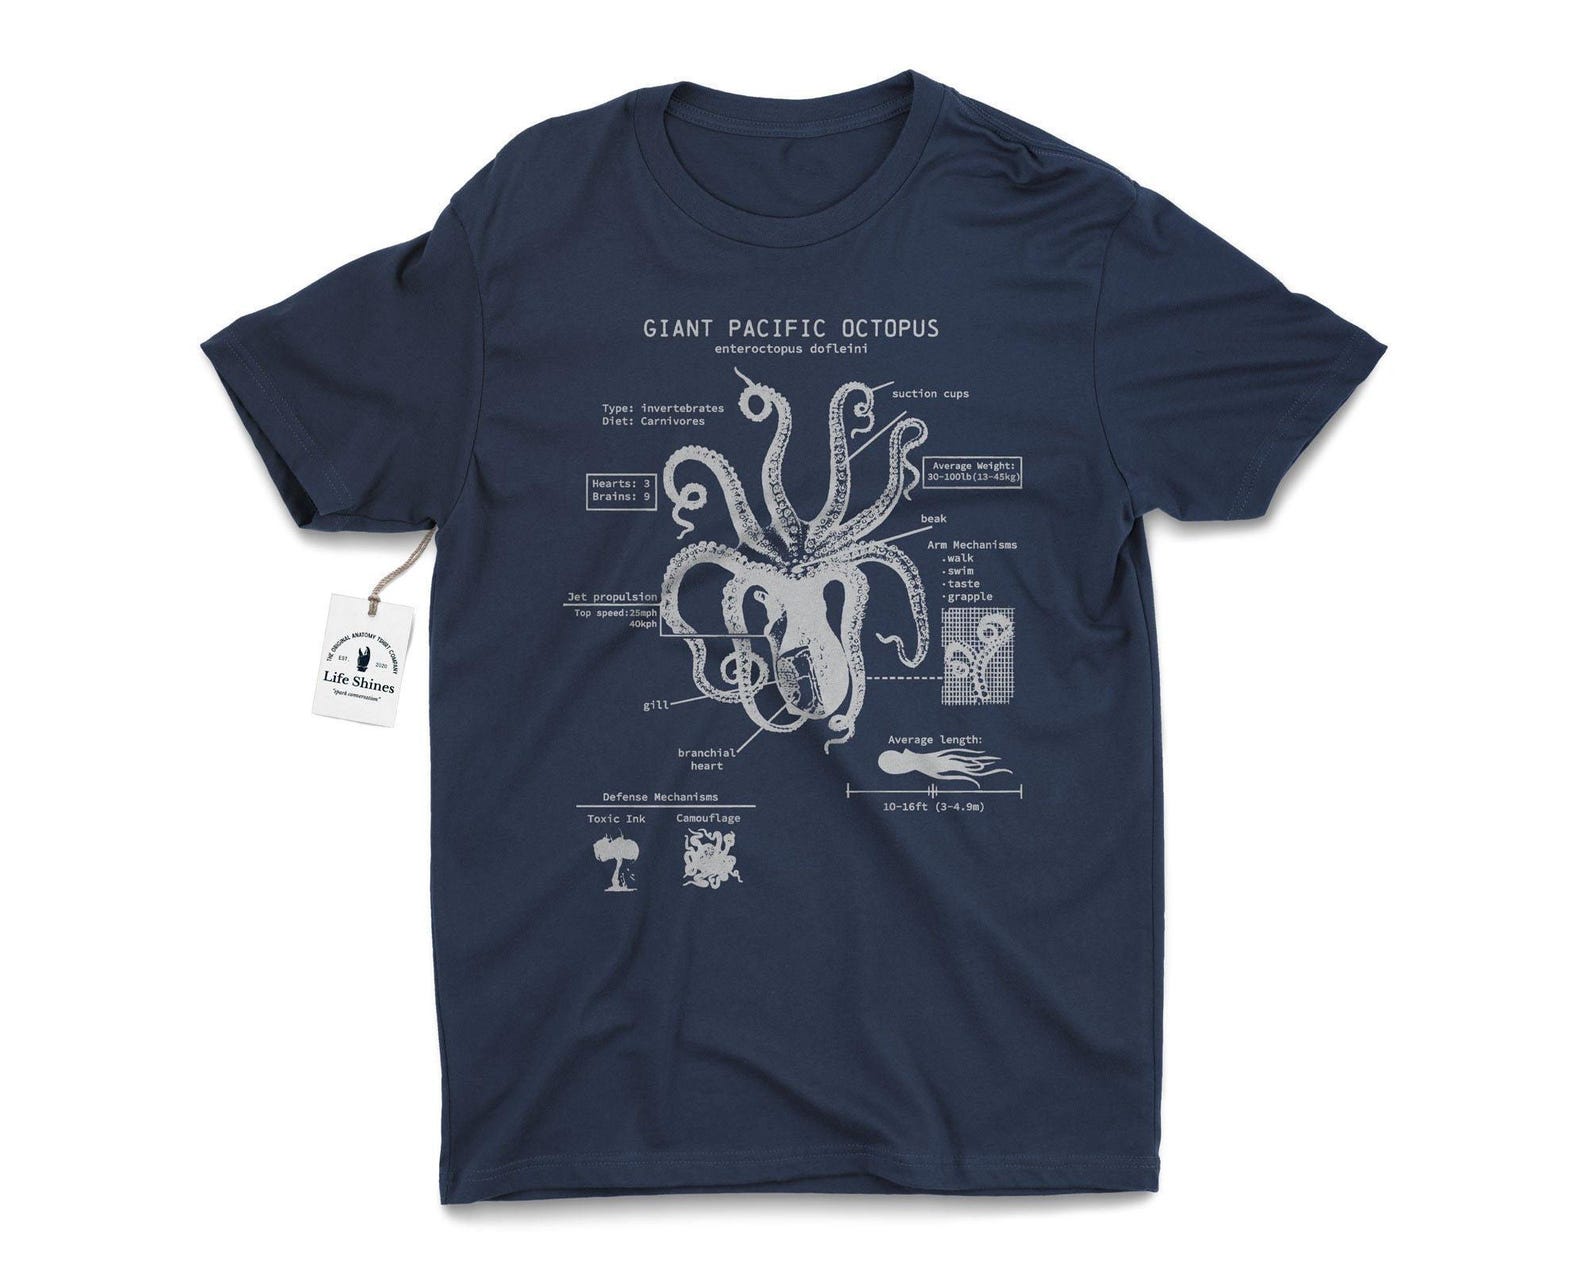 GIANT PACIFIC OCTOPUS
enteroctopus dofleini
suction cups
Type: invertebrates
Diet: Carnivores
Average Weight:
30-100lb(13-45kg)
Hearts: 3
Brains: 9
beak
Arm Mechanisms
·walk
·swim
·taste
·grapple
Jet propulsion
Top speed:25mph
40kph
gill
branchial
heart
Average length:
10-16ft (3-4.9m)
Defense Mechanisms
Toxic Ink
Camouflage
THE ORIGINAL ANATOMY TSHIRT COMPANY
EST. 2020
Life Shines
"spark conversation"